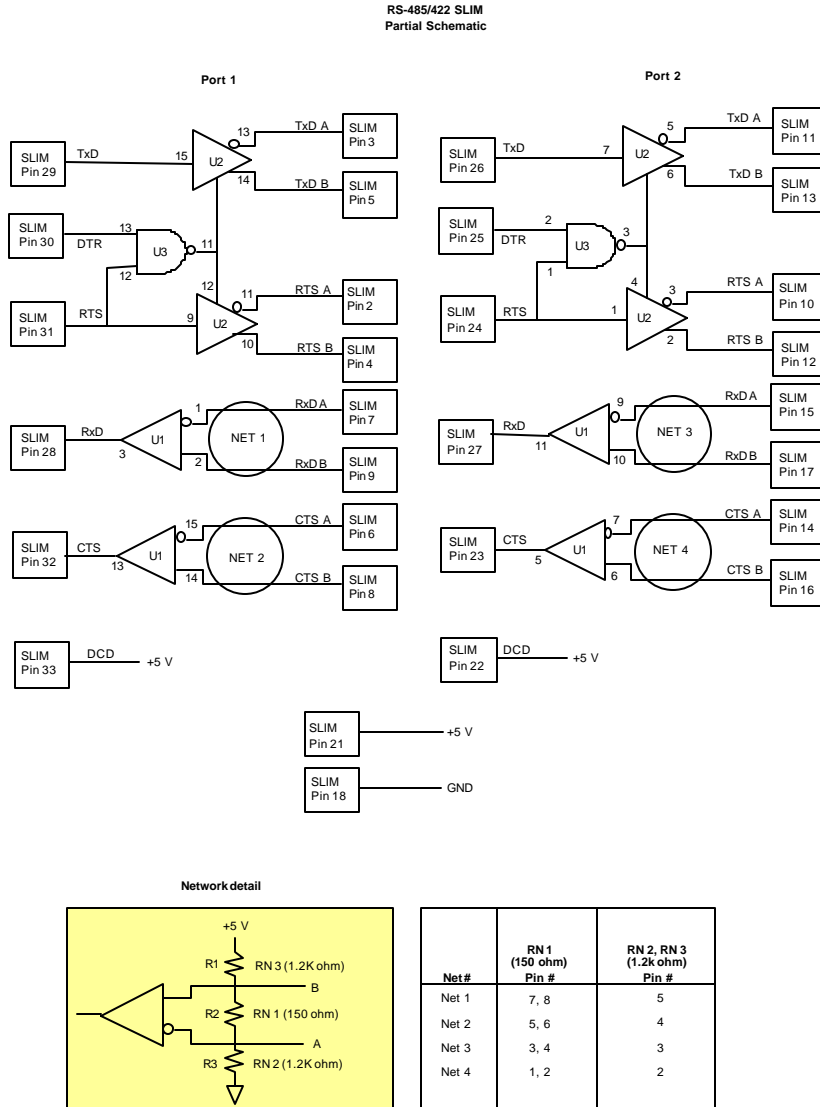 RS-485/422 SLIM
Partial Schematic
Port 1
SLIM
Pin 29
TxD
15
U2
13
14
TxD A
TxD B
SLIM
Pin 3
SLIM
Pin 5
SLIM
Pin 30
DTR
13
12
U3
11
SLIM
Pin 31
RTS
9
12
U2
11
10
RTS A
RTS B
SLIM
Pin 2
SLIM
Pin 4
SLIM
Pin 28
RxD
3
U1
1
2
NET 1
RxD A
RxD B
SLIM
Pin 7
SLIM
Pin 9
SLIM
Pin 32
CTS
13
U1
15
14
NET 2
CTS A
CTS B
SLIM
Pin 6
SLIM
Pin 8
SLIM
Pin 33
DCD
+5 V
Port 2
SLIM
Pin 26
TxD
7
U2
5
6
TxD A
TxD B
SLIM
Pin 11
SLIM
Pin 13
SLIM
Pin 25
DTR
2
1
U3
3
SLIM
Pin 24
RTS
1
4
U2
3
2
RTS A
RTS B
SLIM
Pin 10
SLIM
Pin 12
SLIM
Pin 27
RxD
11
U1
9
10
NET 3
RxD A
RxD B
SLIM
Pin 15
SLIM
Pin 17
SLIM
Pin 23
CTS
5
U1
7
6
NET 4
CTS A
CTS B
SLIM
Pin 14
SLIM
Pin 16
SLIM
Pin 22
DCD
+5 V
SLIM
Pin 21
+5 V
SLIM
Pin 18
GND
Network detail
+5 V
R1 RN 3 (1.2K ohm)
B
R2 RN 1 (150 ohm)
A
R3 RN 2 (1.2K ohm)
Net # RN 1 (150 ohm) Pin # RN 2, RN 3 (1.2k ohm) Pin #
Net 1 7, 8 5
Net 2 5, 6 4
Net 3 3, 4 3
Net 4 1, 2 2